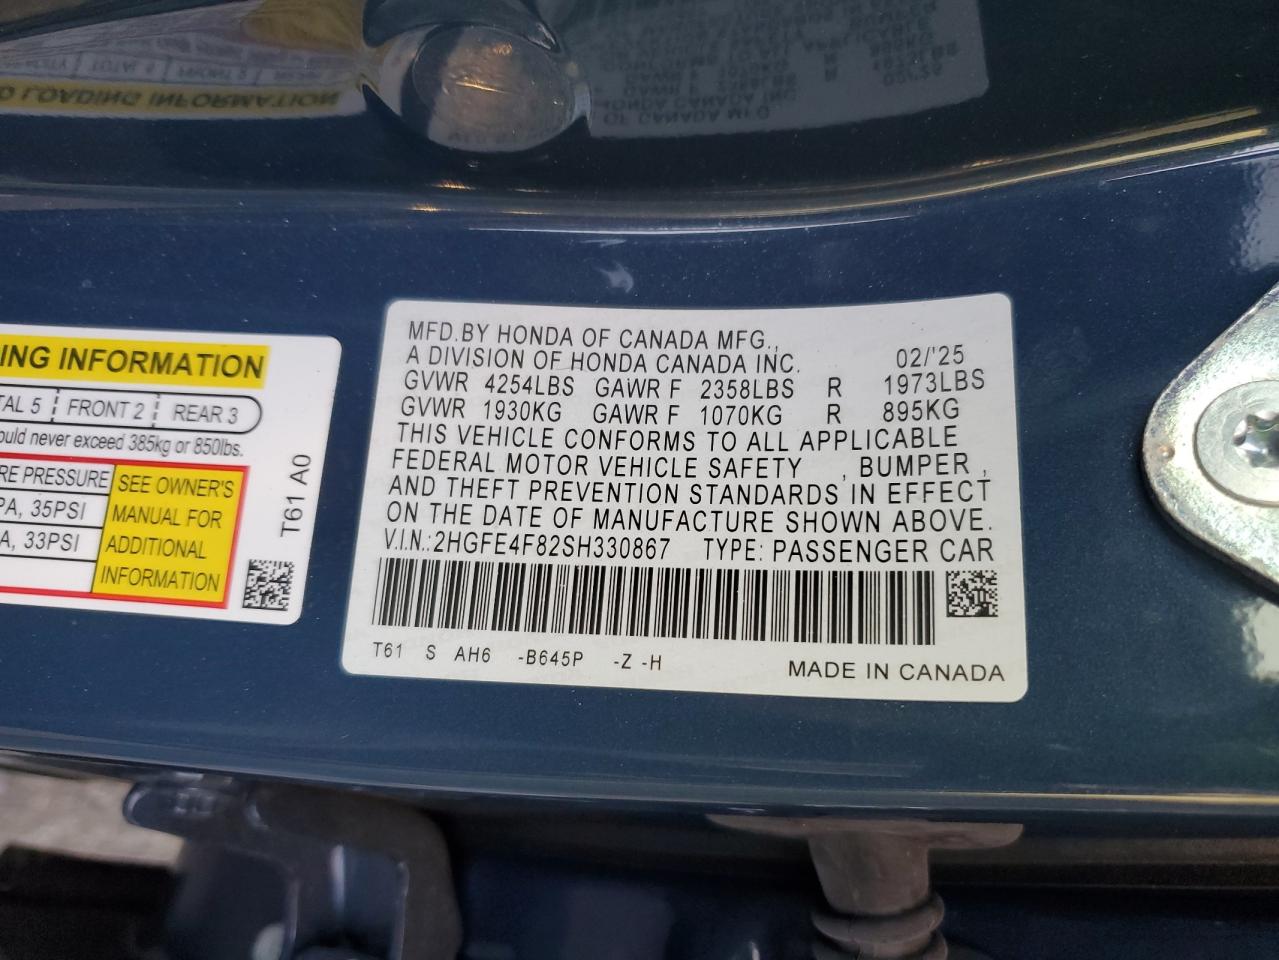 ING INFORMATION
TAL 5 FRONT 2 REAR 3
ould never exceed 385kg or 850lbs.
RE PRESSURE
PA, 35PSI
A, 33PSI
SEE OWNER'S
MANUAL FOR
ADDITIONAL
INFORMATION
T61 A0
MFD.BY HONDA OF CANADA MFG.,
A DIVISION OF HONDA CANADA INC. 02/'25
GVWR 4254LBS GAWR F 2358LBS R 1973LBS
GVWR 1930KG GAWR F 1070KG R 895KG
THIS VEHICLE CONFORMS TO ALL APPLICABLE
FEDERAL MOTOR VEHICLE SAFETY , BUMPER ,
AND THEFT PREVENTION STANDARDS IN EFFECT
ON THE DATE OF MANUFACTURE SHOWN ABOVE.
V.I.N.:2HGFE4F82SH330867 TYPE: PASSENGER CAR
T61 S AH6 -B645P -Z -H
MADE IN CANADA